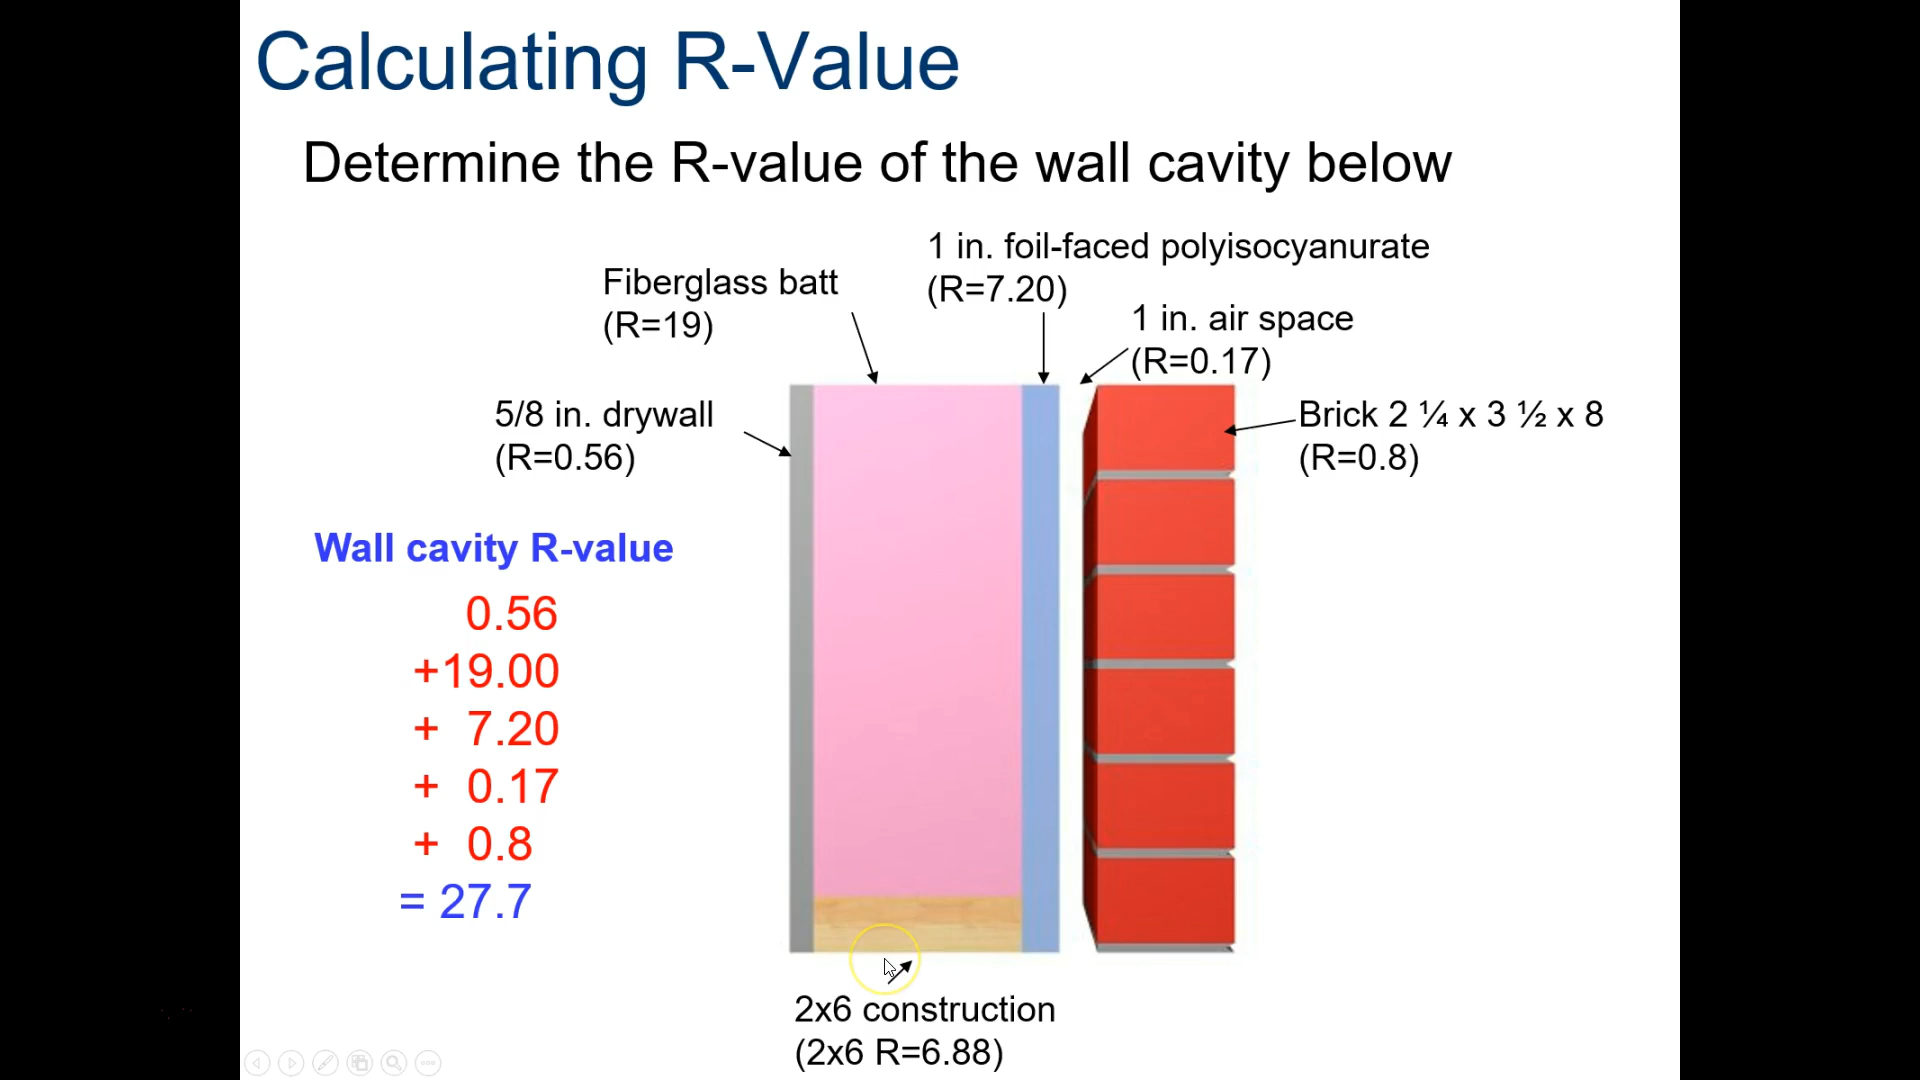 Calculating R-Value
Determine the R-value of the wall cavity below
1 in. foil-faced polyisocyanurate
(R=7.20)
Fiberglass batt
(R=19)
1 in. air space
(R=0.17)
5/8 in. drywall
(R=0.56)
Brick 2 ¼ x 3 ½ x 8
(R=0.8)
Wall cavity R-value
0.56
+19.00
+ 7.20
+ 0.17
+ 0.8
= 27.7
2x6 construction
(2x6 R=6.88)